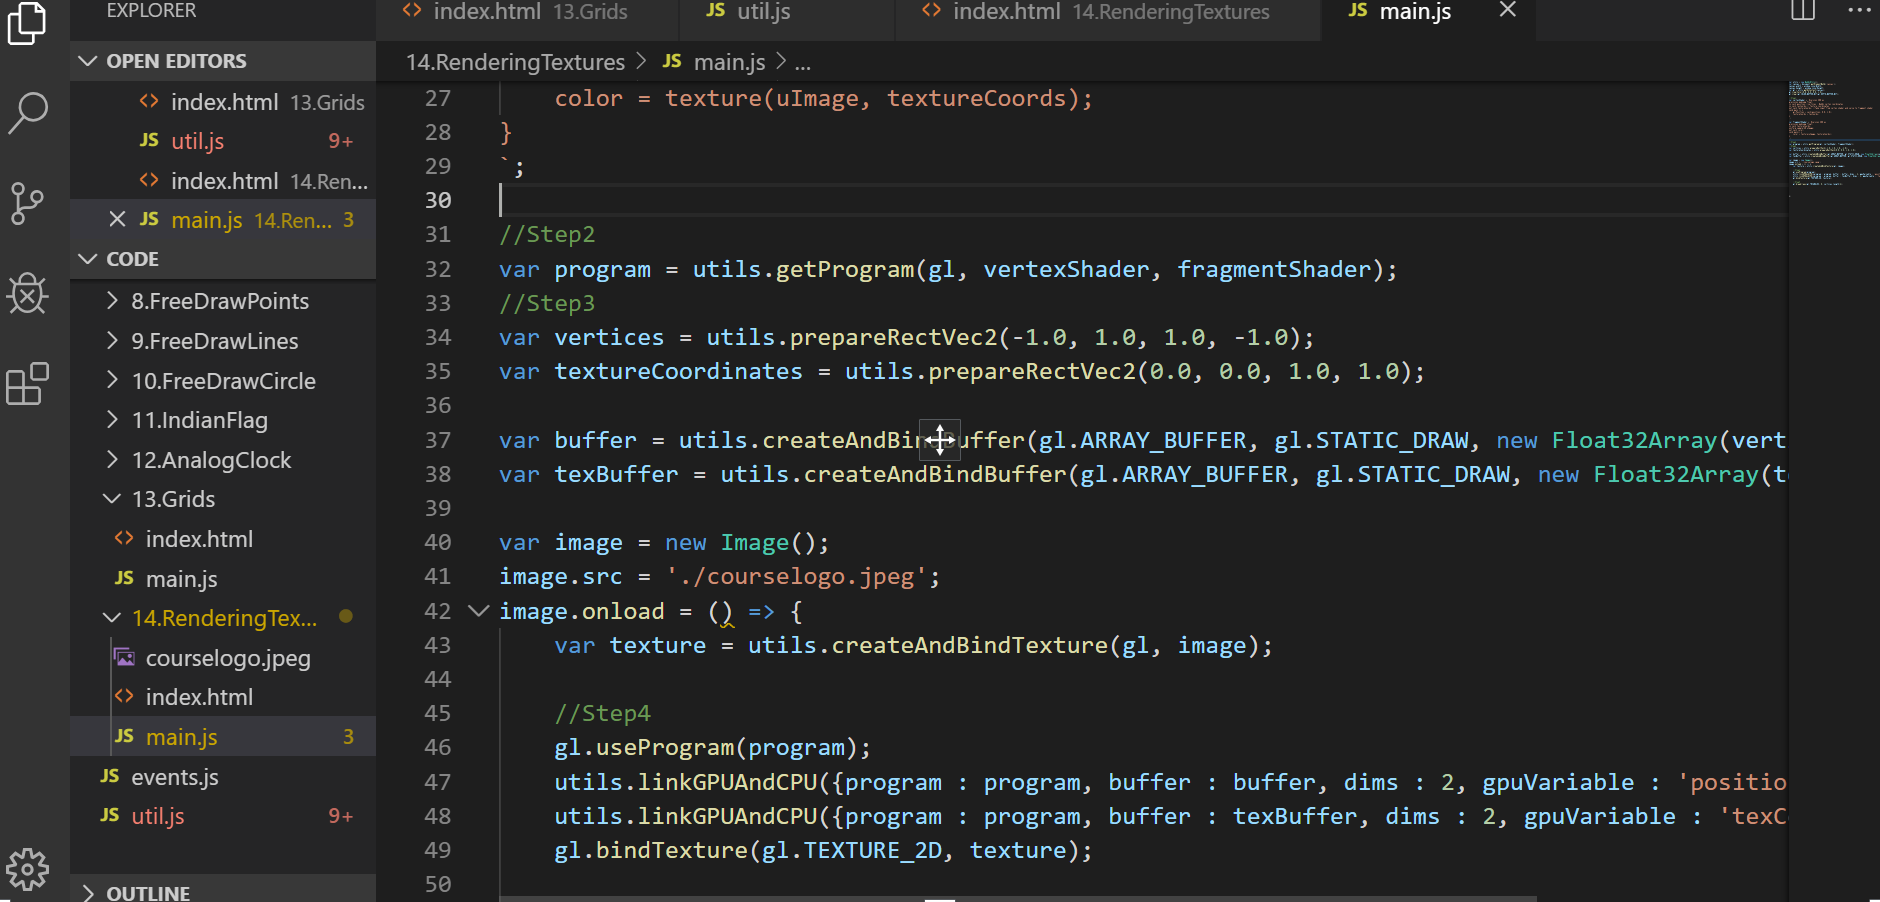 EXPLORER
OPEN EDITORS
index.html 13.Grids
util.js 9+
index.html 14.Ren...
main.js 14.Ren... 3
CODE
8.FreeDrawPoints
9.FreeDrawLines
10.FreeDrawCircle
11.IndianFlag
12.AnalogClock
13.Grids
index.html
JS main.js
14.RenderingTex...
courselogo.jpeg
index.html
JS main.js 3
JS events.js
JS util.js 9+
OUTLINE
index.html 13.Grids JS util.js index.html 14.RenderingTextures JS main.js
14.RenderingTextures > JS main.js > ...
27 color = texture(uImage, textureCoords);
28 }
29 `;
30
31 //Step2
32 var program = utils.getProgram(gl, vertexShader, fragmentShader);
33 //Step3
34 var vertices = utils.prepareRectVec2(-1.0, 1.0, 1.0, -1.0);
35 var textureCoordinates = utils.prepareRectVec2(0.0, 0.0, 1.0, 1.0);
36
37 var buffer = utils.createAndBindBuffer(gl.ARRAY_BUFFER, gl.STATIC_DRAW, new Float32Array(vert
38 var texBuffer = utils.createAndBindBuffer(gl.ARRAY_BUFFER, gl.STATIC_DRAW, new Float32Array(t
39
40 var image = new Image();
41 image.src = './courselogo.jpeg';
42 image.onload = () => {
43 var texture = utils.createAndBindTexture(gl, image);
44
45 //Step4
46 gl.useProgram(program);
47 utils.linkGPUAndCPU({program : program, buffer : buffer, dims : 2, gpuVariable : 'positio
48 utils.linkGPUAndCPU({program : program, buffer : texBuffer, dims : 2, gpuVariable : 'texC
49 gl.bindTexture(gl.TEXTURE_2D, texture);
50